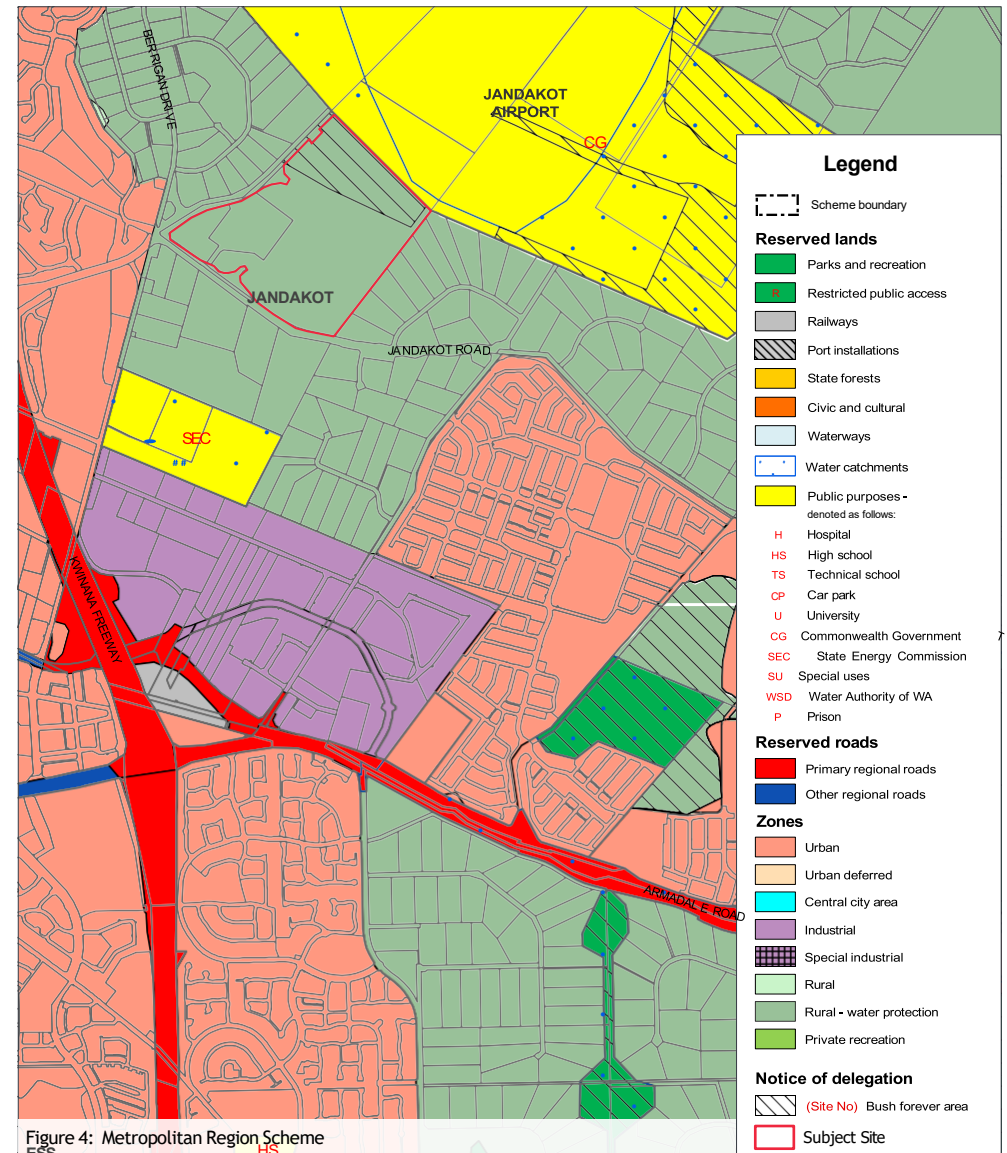 BERRIGAN DRIVE
JANDAKOT
AIRPORT
CG
JANDAKOT
JANDAKOT ROAD
SEC
##
KWINANA FREEWAY
ARMADALE ROAD
HS
Figure 4: Metropolitan Region Scheme
Legend
Scheme boundary
Reserved lands
Parks and recreation
R Restricted public access
Railways
Port installations
State forests
Civic and cultural
Waterways
Water catchments
Public purposes -
denoted as follows:
H Hospital
HS High school
TS Technical school
CP Car park
U University
CG Commonwealth Government
SEC State Energy Commission
SU Special uses
WSD Water Authority of WA
P Prison
Reserved roads
Primary regional roads
Other regional roads
Zones
Urban
Urban deferred
Central city area
Industrial
Special industrial
Rural
Rural - water protection
Private recreation
Notice of delegation
(Site No) Bush forever area
Subject Site